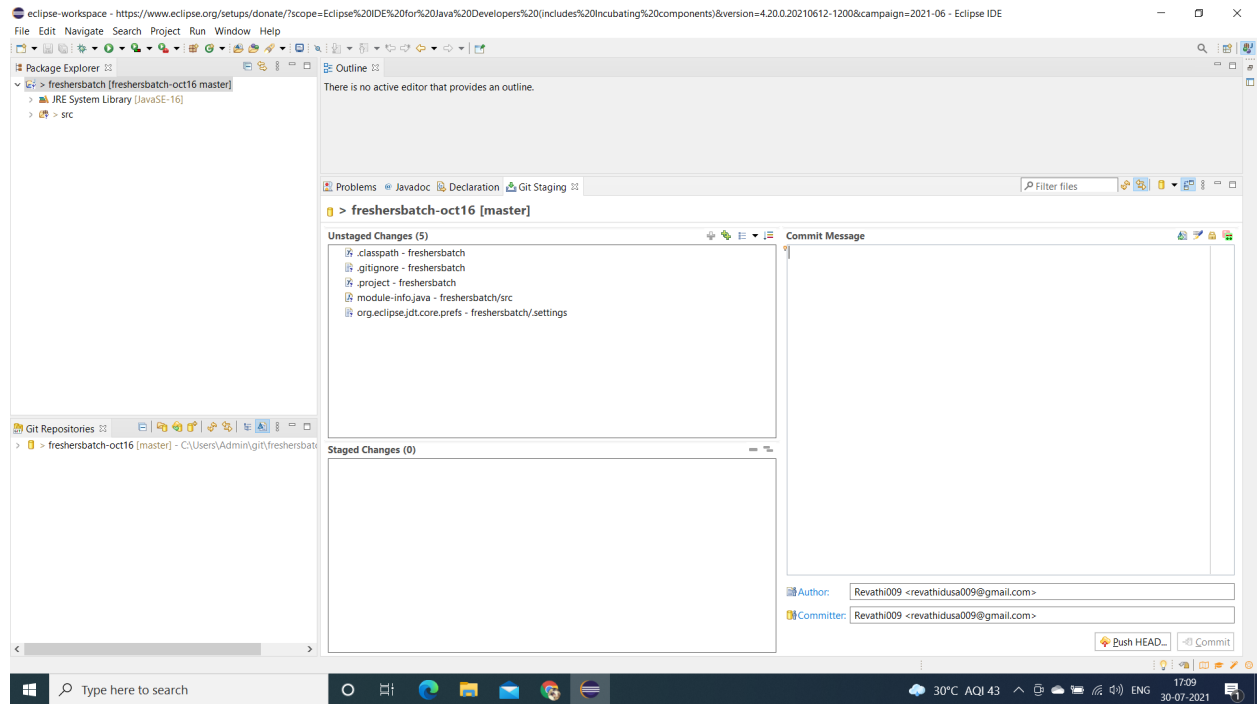 eclipse-workspace - https://www.eclipse.org/setups/donate/?scope=Eclipse%20IDE%20for%20Java%20Developers%20(includes%20Incubating%20components)&version=4.20.0.20210612-1200&campaign=2021-06 - Eclipse IDE
File Edit Navigate Search Project Run Window Help
Package Explorer
> freshersbatch [freshersbatch-oct16 master]
JRE System Library [JavaSE-16]
> src
Outline
There is no active editor that provides an outline.
Problems Javadoc Declaration Git Staging
Filter files
> freshersbatch-oct16 [master]
Unstaged Changes (5)
.classpath - freshersbatch
.gitignore - freshersbatch
.project - freshersbatch
module-info.java - freshersbatch/src
org.eclipse.jdt.core.prefs - freshersbatch/.settings
Staged Changes (0)
Commit Message
Author: Revathi009 <revathidusa009@gmail.com>
Committer: Revathi009 <revathidusa009@gmail.com>
Push HEAD... Commit
Git Repositories
> freshersbatch-oct16 [master] - C:\Users\Admin\git\freshersbat
Type here to search
30°C AQI 43 ENG
17:09
30-07-2021
1